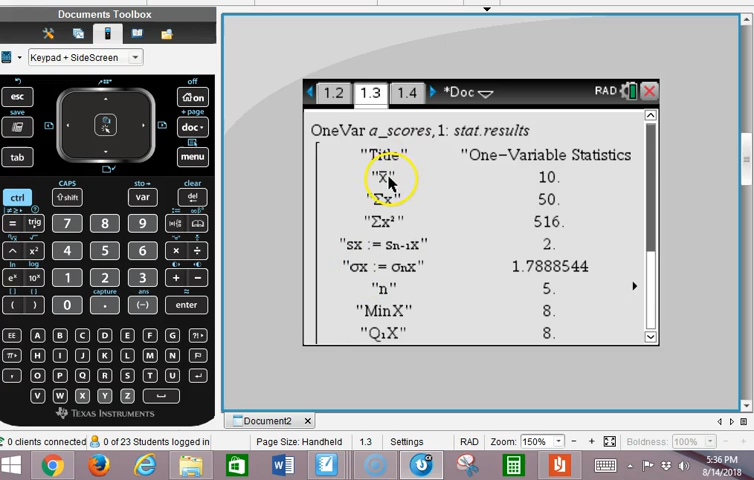 Documents Toolbox
Keypad + SideScreen
off
esc
on
save
+ page
doc
tab
menu
CAPS
sto
clear
ctrl
shift
var
del
= 7 8 9
^ 4 5 6 × ÷
ln log
eˣ 10ˣ 1 2 3 + −
capture ans
( ) 0 . (−) enter
EE A B C D E F G ?!
π H I J K L M N
, O P Q R S T U
V W X Y Z
TEXAS INSTRUMENTS
1.2 1.3 1.4 *Doc RAD
OneVar a_scores,1: stat.results
"Title" "One−Variable Statistics
"x̄" 10.
"Σx" 50.
"Σx²" 516.
"sx := sₙ₋₁x" 2.
"σx := σₙx" 1.7888544
"n" 5.
"MinX" 8.
"Q₁X" 8.
Document2
0 clients connected 0 of 23 Students logged in Page Size: Handheld 1.3 Settings RAD Zoom: 150% Boldness: 100%
5:36 PM
8/14/2018